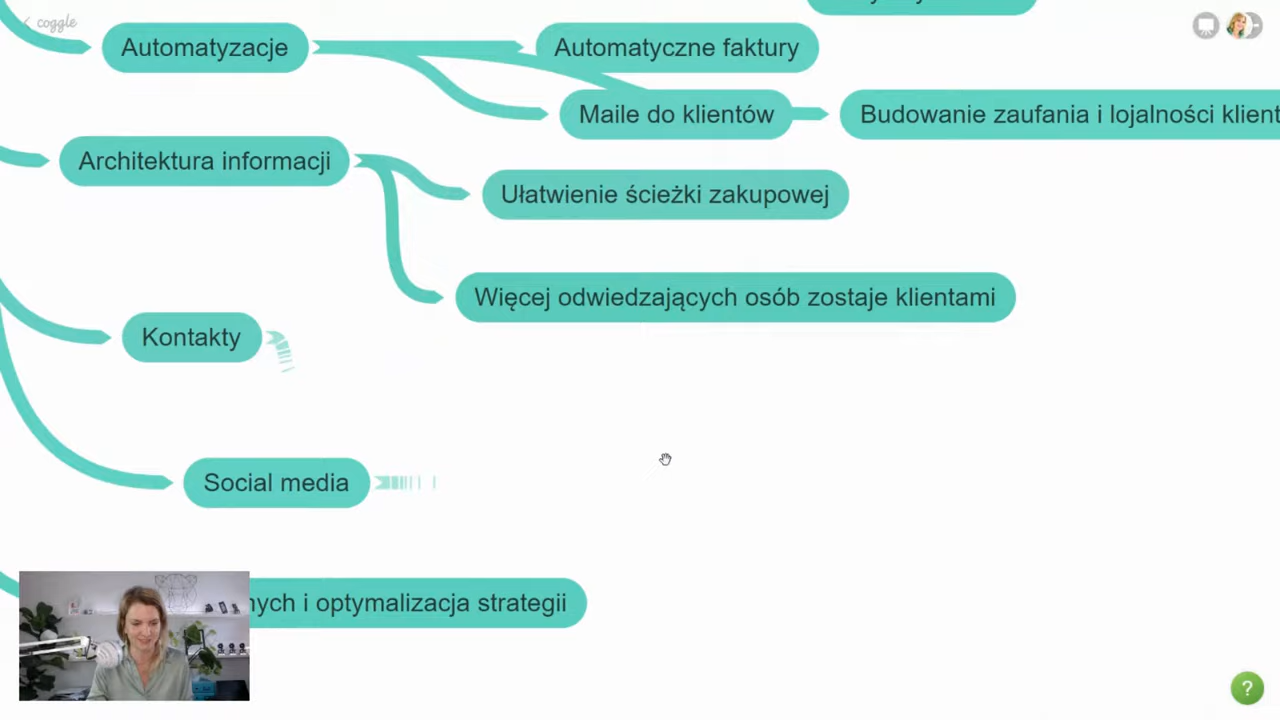 coggle
Automatyzacje
Automatyczne faktury
Maile do klientów
Budowanie zaufania i lojalności klient
Architektura informacji
Ułatwienie ścieżki zakupowej
Więcej odwiedzających osób zostaje klientami
Kontakty
Social media
nych i optymalizacja strategii
?